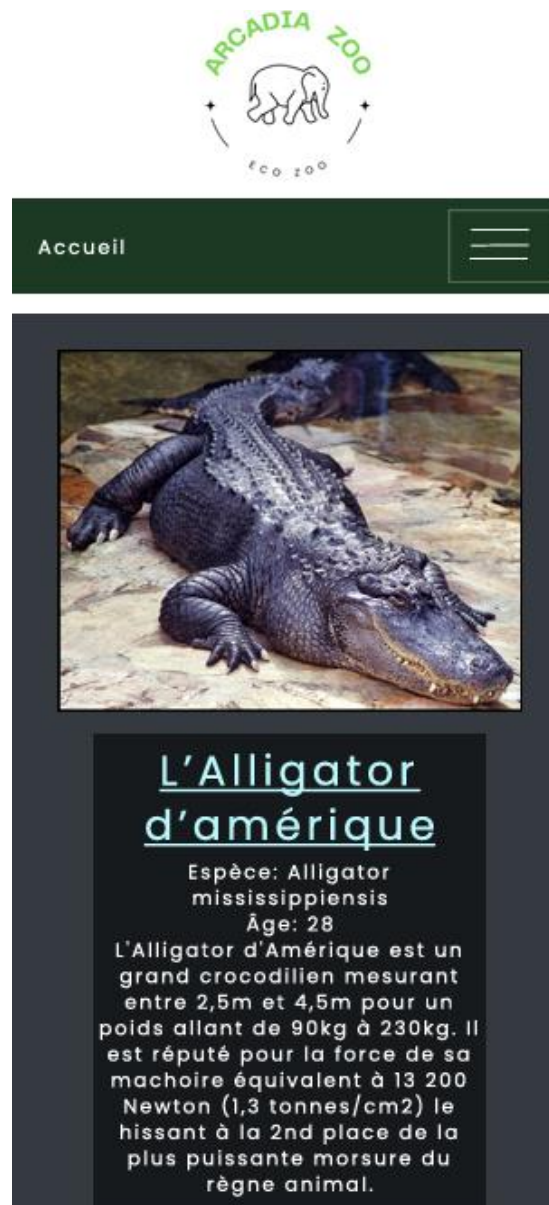 ARCADIA ZOO
ECO ZOO
Accueil
L’Alligator
d’amérique
Espèce: Alligator
mississippiensis
Âge: 28
L'Alligator d'Amérique est un
grand crocodilien mesurant
entre 2,5m et 4,5m pour un
poids allant de 90kg à 230kg. Il
est réputé pour la force de sa
machoire équivalent à 13 200
Newton (1,3 tonnes/cm2) le
hissant à la 2nd place de la
plus puissante morsure du
règne animal.